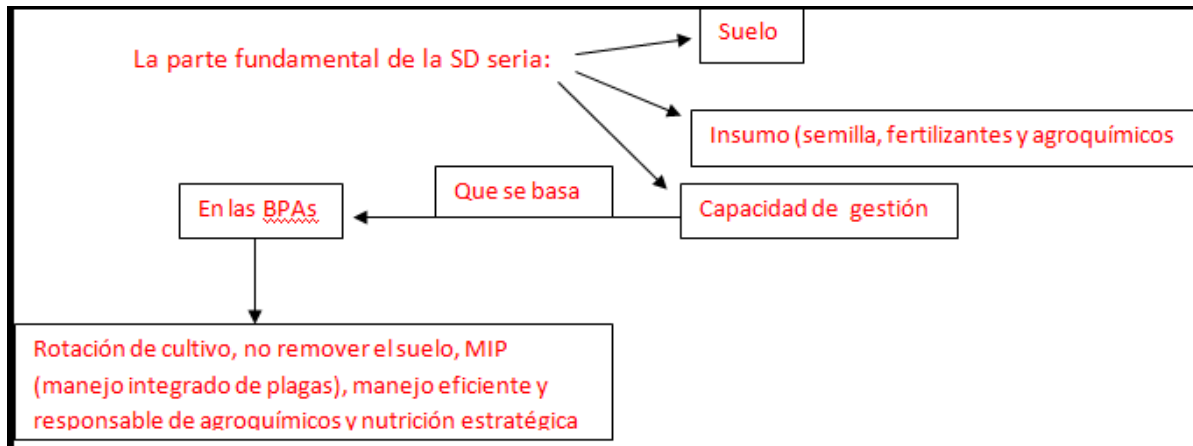 Suelo
La parte fundamental de la SD seria:
Insumo (semilla, fertilizantes y agroquímicos
Que se basa
En las BPAs
Capacidad de gestión
Rotación de cultivo, no remover el suelo, MIP
(manejo integrado de plagas), manejo eficiente y
responsable de agroquímicos y nutrición estratégica